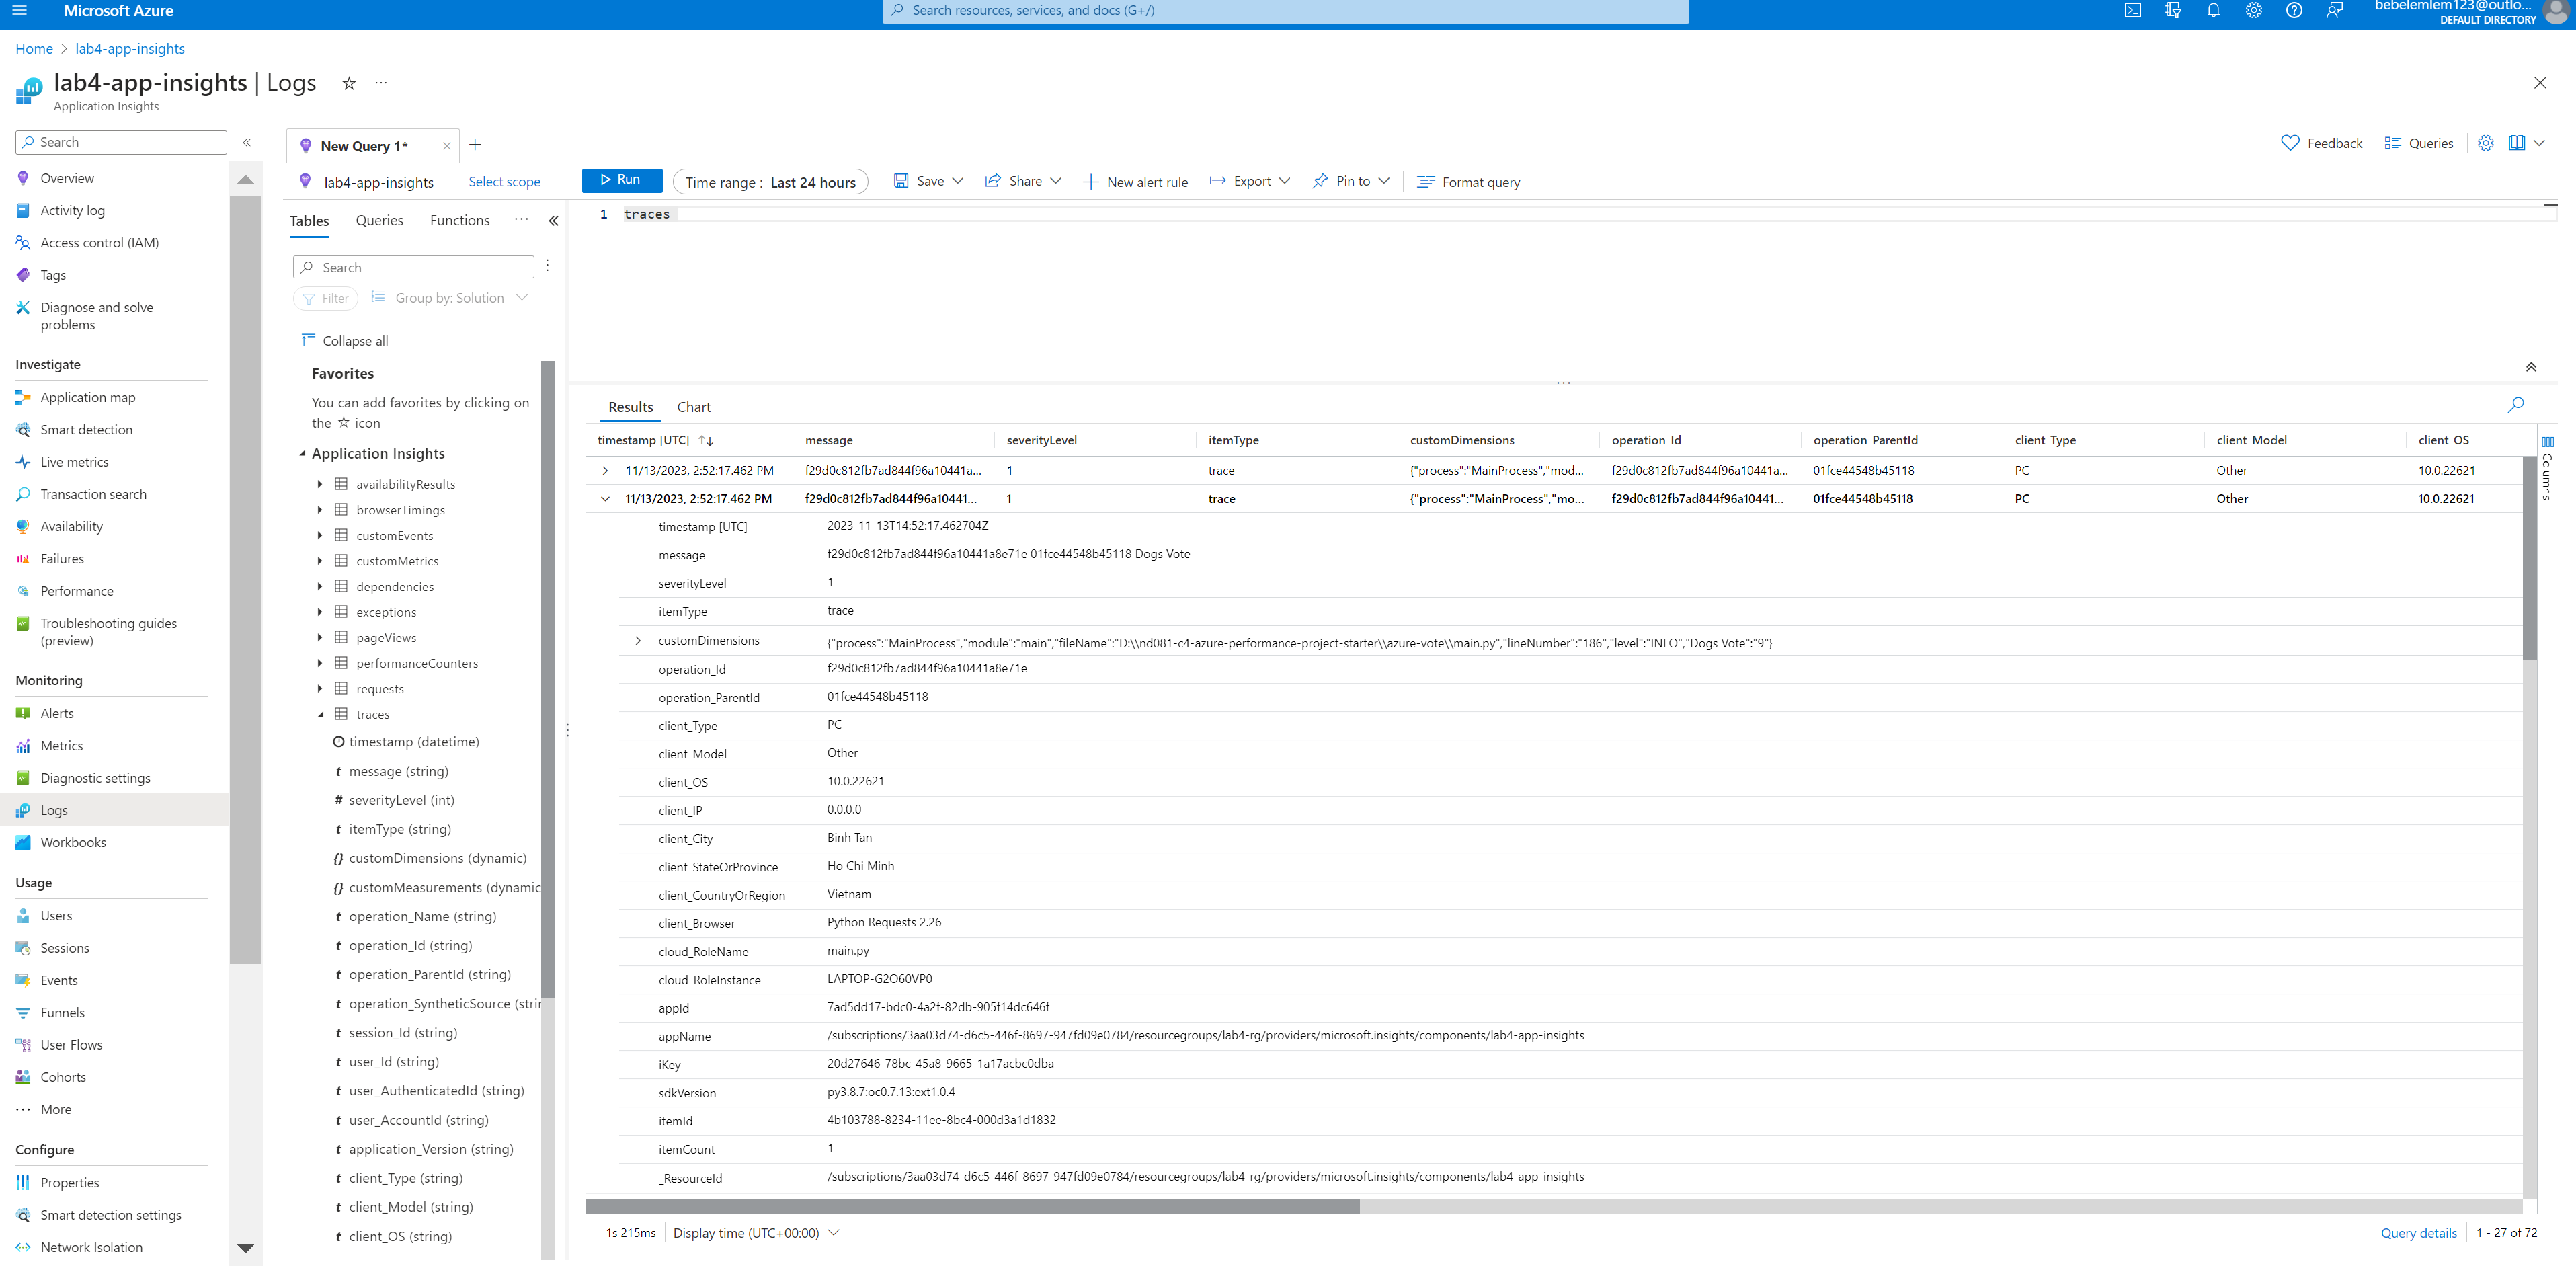 Microsoft Azure
Search resources, services, and docs (G+/)
bebelemlem123@outlo...
DEFAULT DIRECTORY
Home > lab4-app-insights
lab4-app-insights | Logs
Application Insights
Search
Overview
Activity log
Access control (IAM)
Tags
Diagnose and solve
problems
Investigate
Application map
Smart detection
Live metrics
Transaction search
Availability
Failures
Performance
Troubleshooting guides
(preview)
Monitoring
Alerts
Metrics
Diagnostic settings
Logs
Workbooks
Usage
Users
Sessions
Events
Funnels
User Flows
Cohorts
More
Configure
Properties
Smart detection settings
Network Isolation
New Query 1*
Feedback
Queries
lab4-app-insights
Select scope
Run
Time range : Last 24 hours
Save
Share
New alert rule
Export
Pin to
Format query
Tables
Queries
Functions
Search
Filter
Group by: Solution
Collapse all
Favorites
You can add favorites by clicking on
the ☆ icon
Application Insights
availabilityResults
browserTimings
customEvents
customMetrics
dependencies
exceptions
pageViews
performanceCounters
requests
traces
timestamp (datetime)
t message (string)
# severityLevel (int)
t itemType (string)
{} customDimensions (dynamic)
{} customMeasurements (dynamic
t operation_Name (string)
t operation_Id (string)
t operation_ParentId (string)
t operation_SyntheticSource (strin
t session_Id (string)
t user_Id (string)
t user_AuthenticatedId (string)
t user_AccountId (string)
t application_Version (string)
t client_Type (string)
t client_Model (string)
t client_OS (string)
1 traces
Results
Chart
timestamp [UTC] message severityLevel itemType customDimensions operation_Id operation_ParentId client_Type client_Model client_OS
Columns
11/13/2023, 2:52:17.462 PM f29d0c812fb7ad844f96a10441a... 1 trace {"process":"MainProcess","mod... f29d0c812fb7ad844f96a10441a... 01fce44548b45118 PC Other 10.0.22621
11/13/2023, 2:52:17.462 PM f29d0c812fb7ad844f96a10441... 1 trace {"process":"MainProcess","mo... f29d0c812fb7ad844f96a10441... 01fce44548b45118 PC Other 10.0.22621
timestamp [UTC] 2023-11-13T14:52:17.462704Z
message f29d0c812fb7ad844f96a10441a8e71e 01fce44548b45118 Dogs Vote
severityLevel 1
itemType trace
customDimensions {"process":"MainProcess","module":"main","fileName":"D:\\nd081-c4-azure-performance-project-starter\\azure-vote\\main.py","lineNumber":"186","level":"INFO","Dogs Vote":"9"}
operation_Id f29d0c812fb7ad844f96a10441a8e71e
operation_ParentId 01fce44548b45118
client_Type PC
client_Model Other
client_OS 10.0.22621
client_IP 0.0.0.0
client_City Binh Tan
client_StateOrProvince Ho Chi Minh
client_CountryOrRegion Vietnam
client_Browser Python Requests 2.26
cloud_RoleName main.py
cloud_RoleInstance LAPTOP-G2O60VP0
appId 7ad5dd17-bdc0-4a2f-82db-905f14dc646f
appName /subscriptions/3aa03d74-d6c5-446f-8697-947fd09e0784/resourcegroups/lab4-rg/providers/microsoft.insights/components/lab4-app-insights
iKey 20d27646-78bc-45a8-9665-1a17acbc0dba
sdkVersion py3.8.7:oc0.7.13:ext1.0.4
itemId 4b103788-8234-11ee-8bc4-000d3a1d1832
itemCount 1
_ResourceId /subscriptions/3aa03d74-d6c5-446f-8697-947fd09e0784/resourcegroups/lab4-rg/providers/microsoft.insights/components/lab4-app-insights
1s 215ms
Display time (UTC+00:00)
Query details
1 - 27 of 72